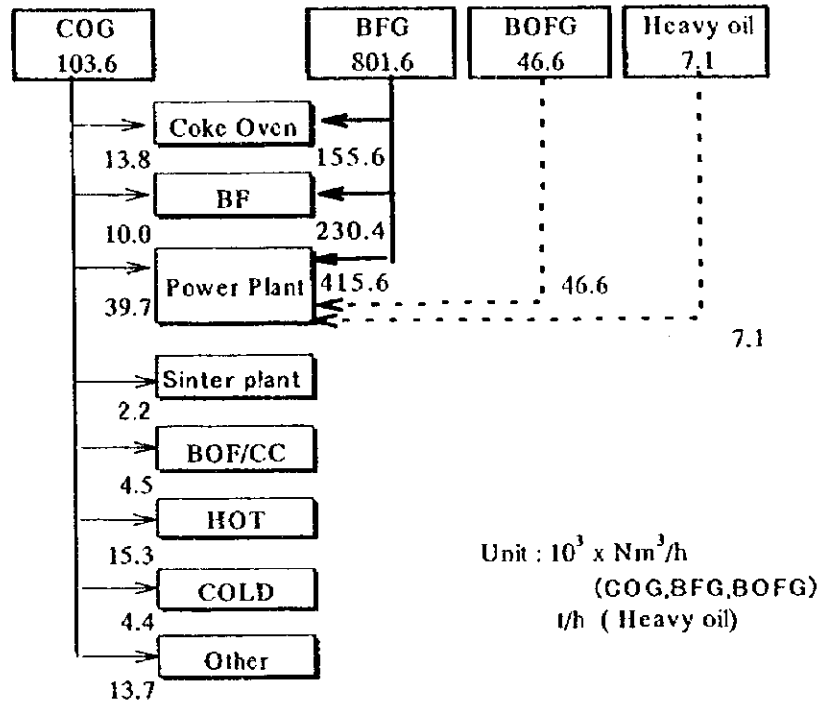 COG
103.6
BFG
801.6
BOFG
46.6
Heavy oil
7.1
Coke Oven
13.8
155.6
BF
10.0
230.4
Power Plant
39.7
415.6
46.6
7.1
Sinter plant
2.2
BOF/CC
4.5
HOT
15.3
COLD
4.4
Other
13.7
Unit : 10³ x Nm³/h
(COG,BFG,BOFG)
t/h ( Heavy oil)